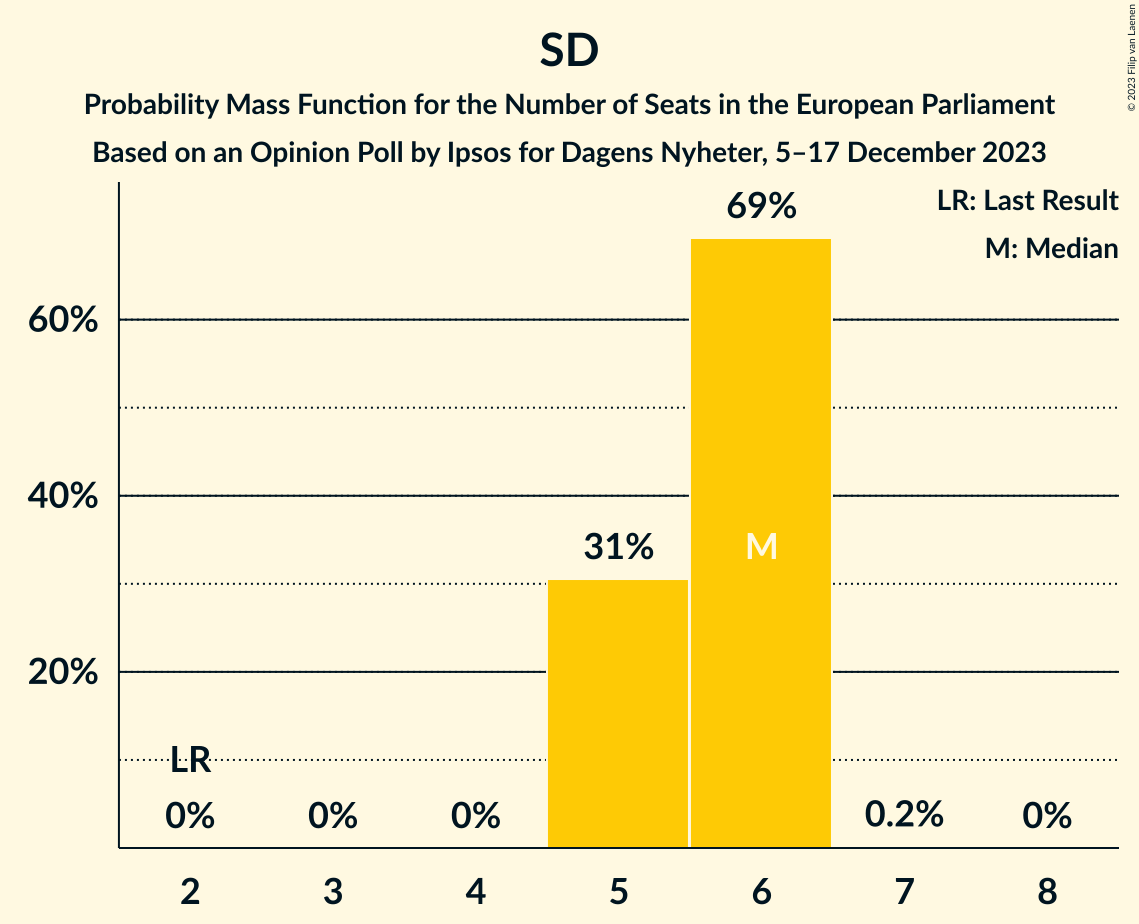 SD
Probability Mass Function for the Number of Seats in the European Parliament
Based on an Opinion Poll by Ipsos for Dagens Nyheter, 5–17 December 2023
© 2023 Filip van Laenen
LR: Last Result
M: Median
69%
60%
40%
31%
M
20%
LR
0%
0%
0%
0.2%
0%
2
3
4
5
6
7
8